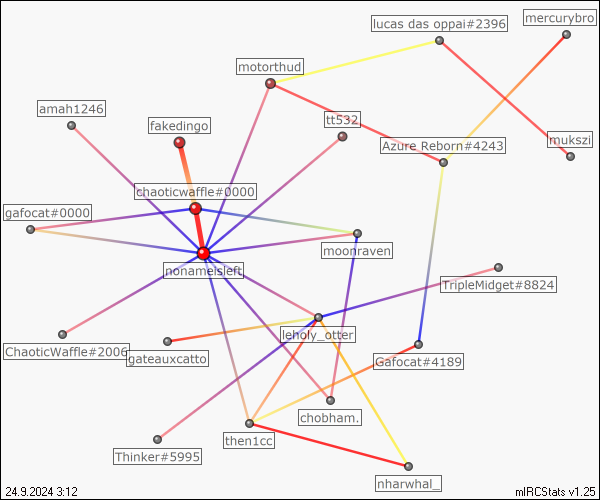 mercurybro
lucas das oppai#2396
motorthud
amah1246
tt532
fakedingo
mukszi
Azure Reborn#4243
chaoticwaffle#0000
gafocat#0000
moonraven
nonameisleft
TripleMidget#8824
leholy_otter
ChaoticWaffle#2006
gateauxcatto
Gafocat#4189
chobham.
then1cc
Thinker#5995
nharwhal_
24.9.2024 3:12
mIRCStats v1.25